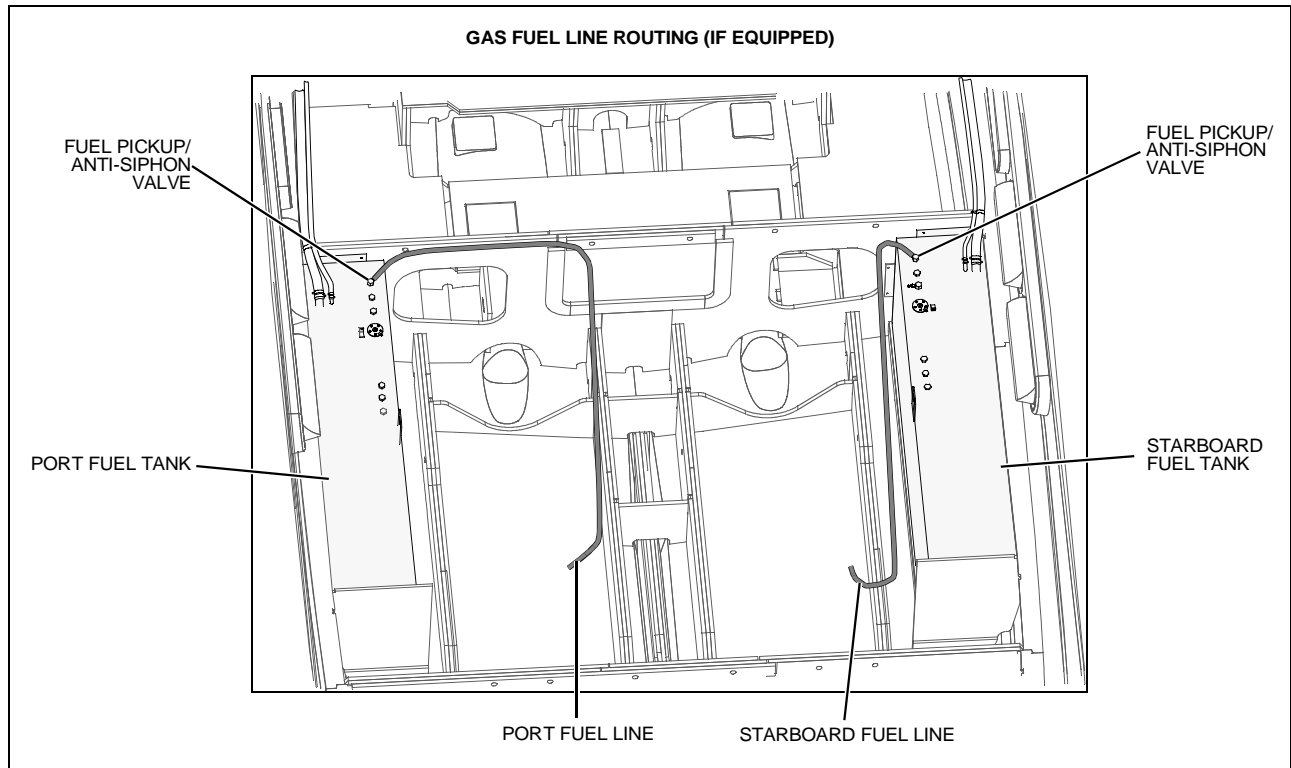 GAS FUEL LINE ROUTING (IF EQUIPPED)
FUEL PICKUP/
ANTI-SIPHON
VALVE
FUEL PICKUP/
ANTI-SIPHON
VALVE
PORT FUEL TANK
STARBOARD
FUEL TANK
PORT FUEL LINE
STARBOARD FUEL LINE